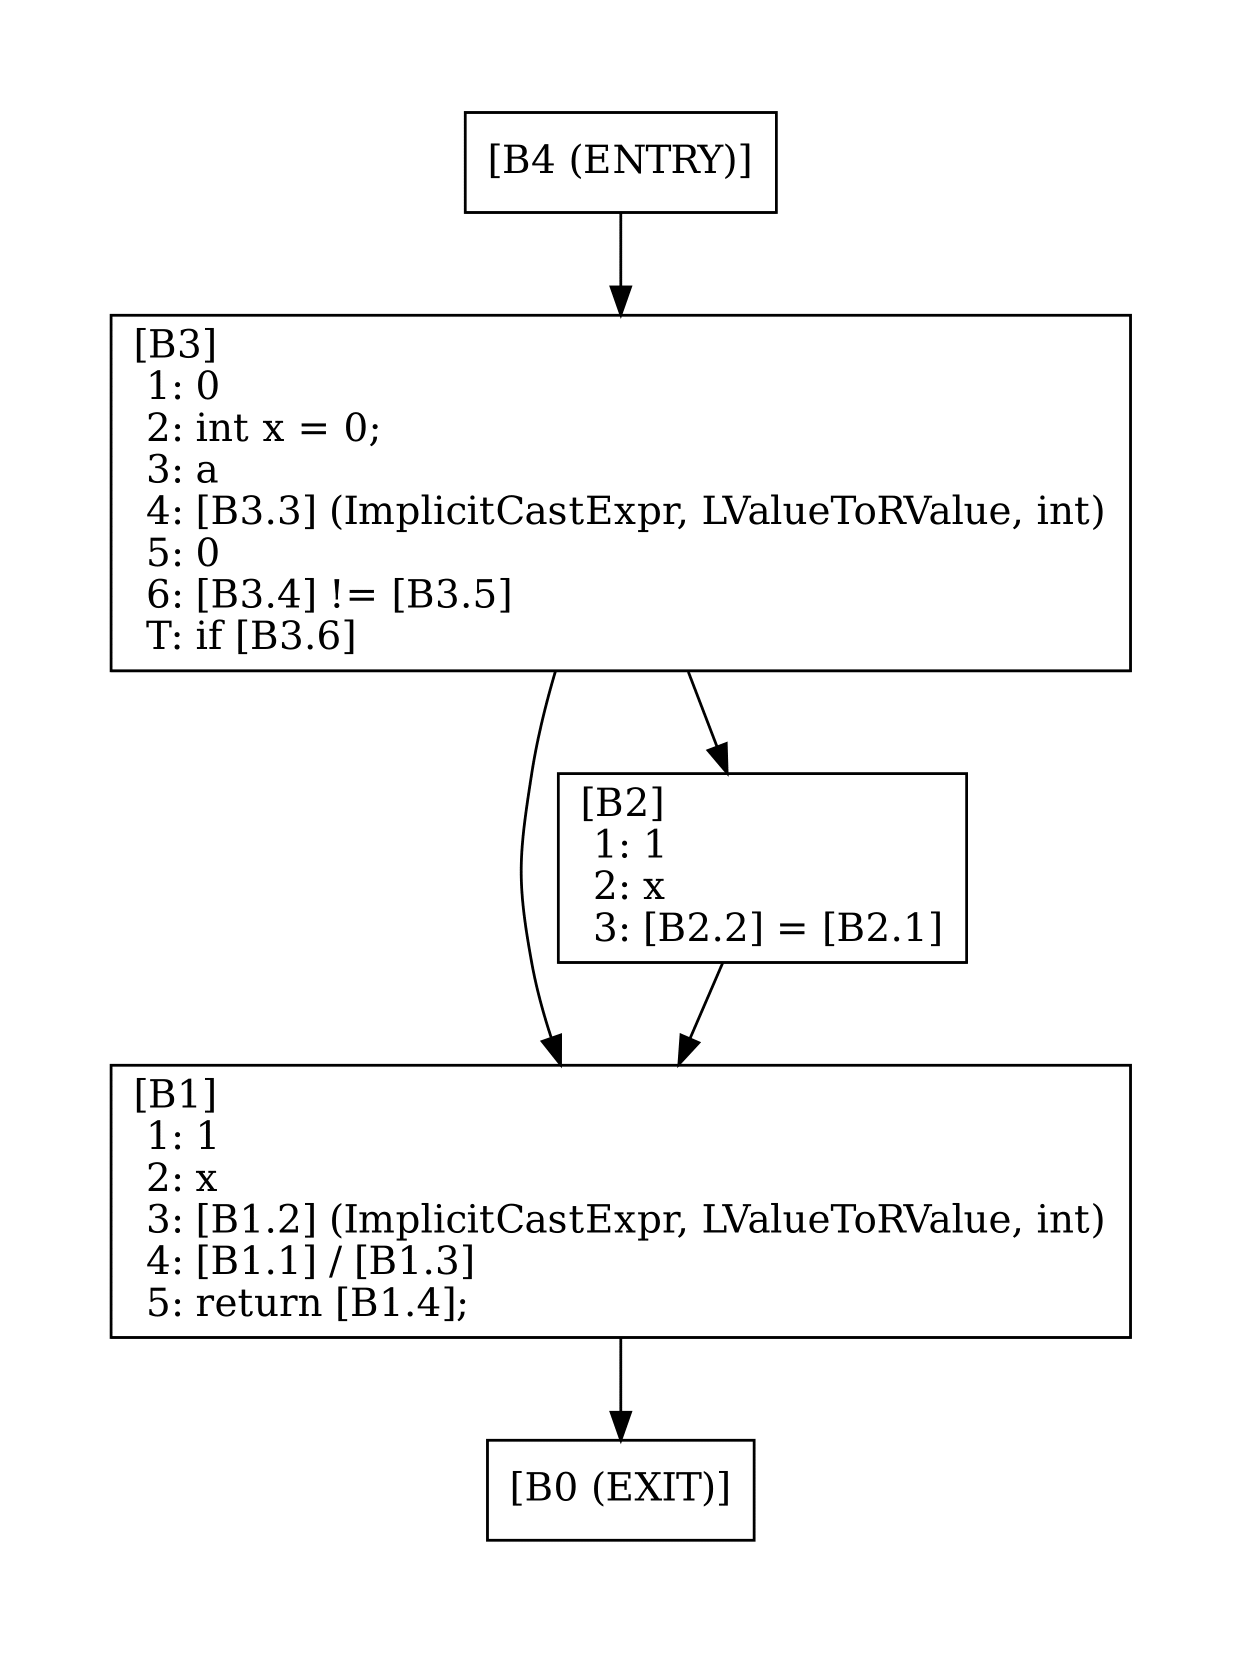 [B4 (ENTRY)]
[B3]
1: 0
2: int x = 0;
3: a
4: [B3.3] (ImplicitCastExpr, LValueToRValue, int)
5: 0
6: [B3.4] != [B3.5]
T: if [B3.6]
[B2]
1: 1
2: x
3: [B2.2] = [B2.1]
[B1]
1: 1
2: x
3: [B1.2] (ImplicitCastExpr, LValueToRValue, int)
4: [B1.1] / [B1.3]
5: return [B1.4];
[B0 (EXIT)]